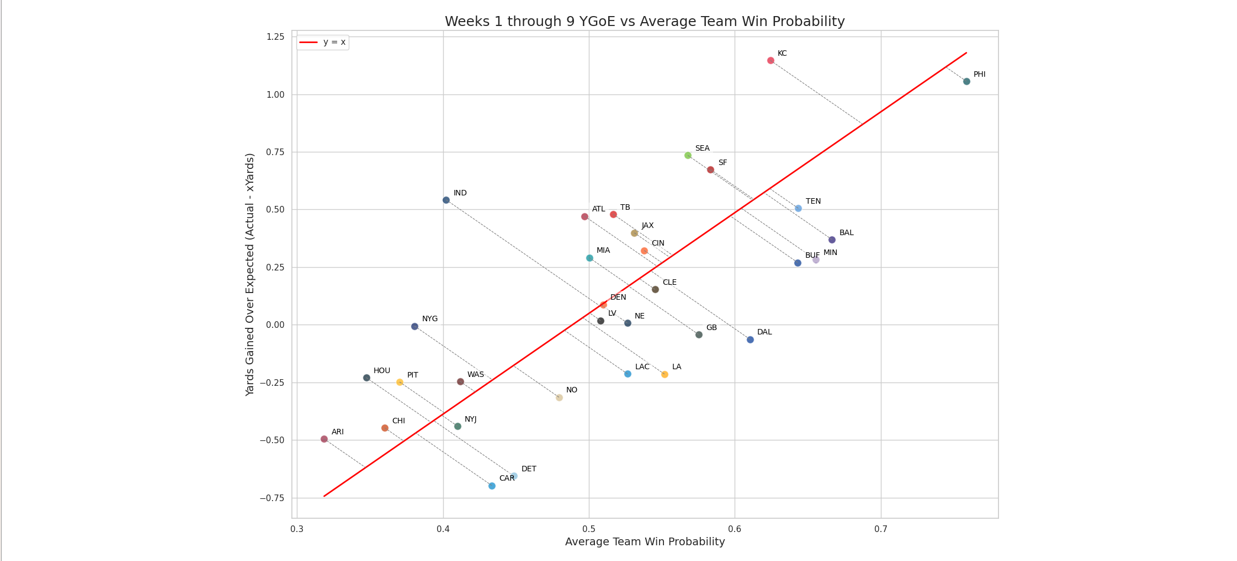 Weeks 1 through 9 YGoE vs Average Team Win Probability
y = x
Yards Gained Over Expected (Actual - xYards)
1.25
1.00
0.75
0.50
0.25
0.00
−0.25
−0.50
−0.75
KC
PHI
SEA
SF
IND
TEN
ATL
TB
JAX
BAL
CIN
MIA
BUF
MIN
CLE
DEN
LV
NE
NYG
GB
DAL
HOU
PIT
WAS
LAC
LA
NO
CHI
NYJ
ARI
CAR
DET
0.3
0.4
0.5
0.6
0.7
Average Team Win Probability